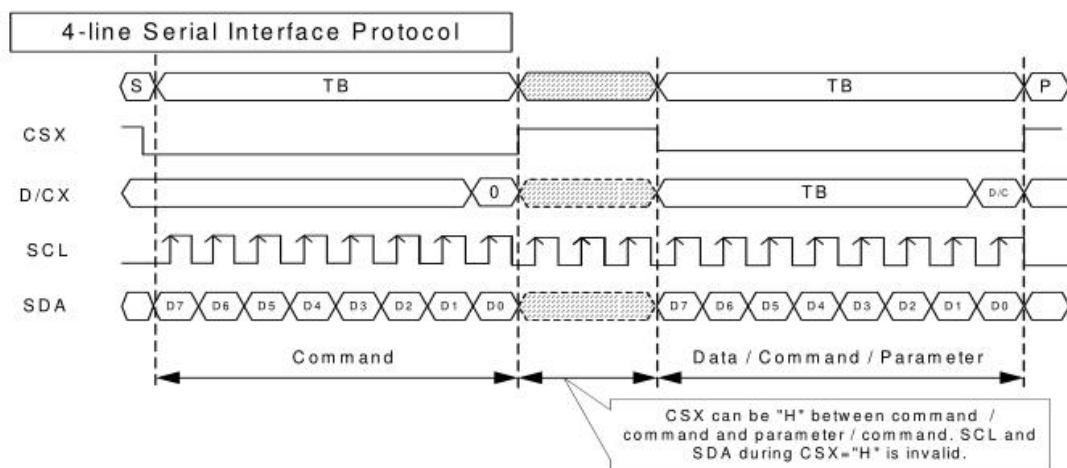 4-line Serial Interface Protocol
S TB TB P
CSX
D/CX 0 TB D/C
SCL
SDA D7 D6 D5 D4 D3 D2 D1 D0 D7 D6 D5 D4 D3 D2 D1 D0
Command Data / Command / Parameter
CSX can be "H" between command /
command and parameter / command. SCL and
SDA during CSX="H" is invalid.